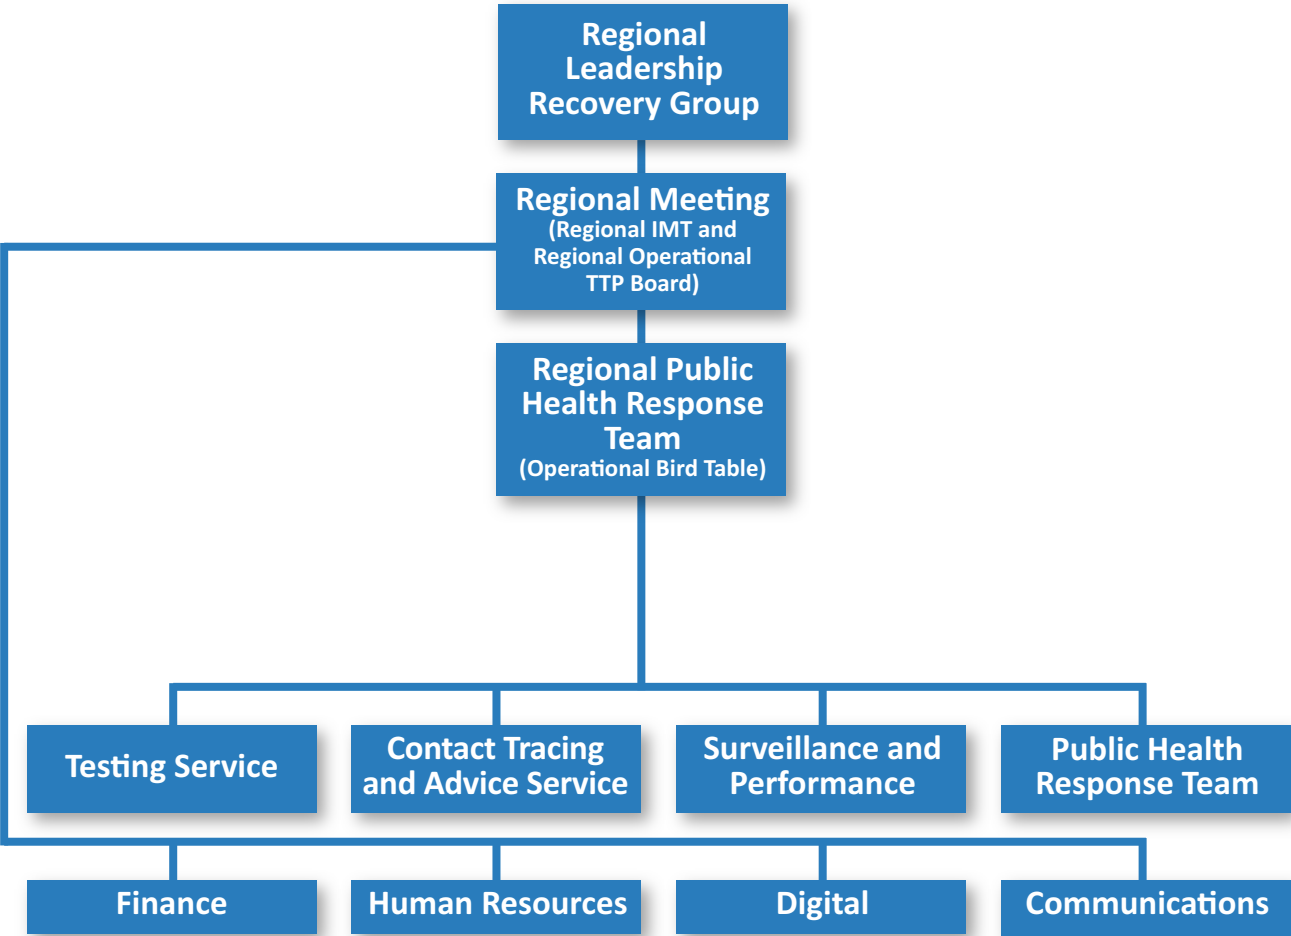 Regional
Leadership
Recovery Group
Regional Meeting
(Regional IMT and
Regional Operational
TTP Board)
Regional Public
Health Response
Team
(Operational Bird Table)
Testing Service
Contact Tracing
and Advice Service
Surveillance and
Performance
Public Health
Response Team
Finance
Human Resources
Digital
Communications